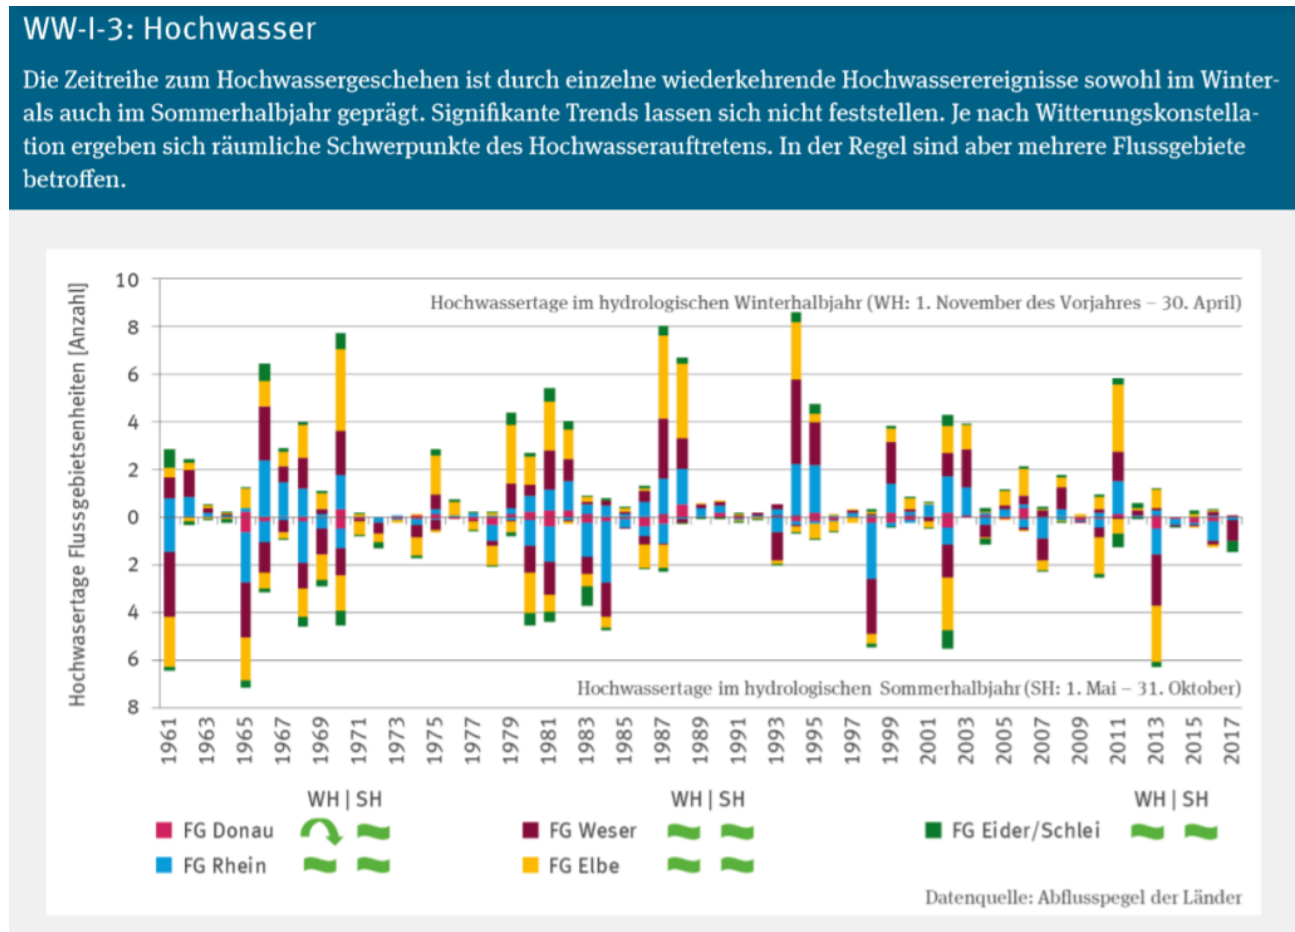 WW-I-3: Hochwasser
Die Zeitreihe zum Hochwassergeschehen ist durch einzelne wiederkehrende Hochwasserereignisse sowohl im Winter-
als auch im Sommerhalbjahr geprägt. Signifikante Trends lassen sich nicht feststellen. Je nach Witterungskonstella-
tion ergeben sich räumliche Schwerpunkte des Hochwasserauftretens. In der Regel sind aber mehrere Flussgebiete
betroffen.
Hochwasertage Flussgebietsenheiten [Anzahl]
10
Hochwassertage im hydrologischen Winterhalbjahr (WH: 1. November des Vorjahres – 30. April)
8
6
4
2
0
2
4
6
Hochwassertage im hydrologischen Sommerhalbjahr (SH: 1. Mai – 31. Oktober)
8
1961 1963 1965 1967 1969 1971 1973 1975 1977 1979 1981 1983 1985 1987 1989 1991 1993 1995 1997 1999 2001 2003 2005 2007 2009 2011 2013 2015 2017
WH | SH WH | SH WH | SH
FG Donau FG Weser FG Eider/Schlei
FG Rhein FG Elbe
Datenquelle: Abflusspegel der Länder